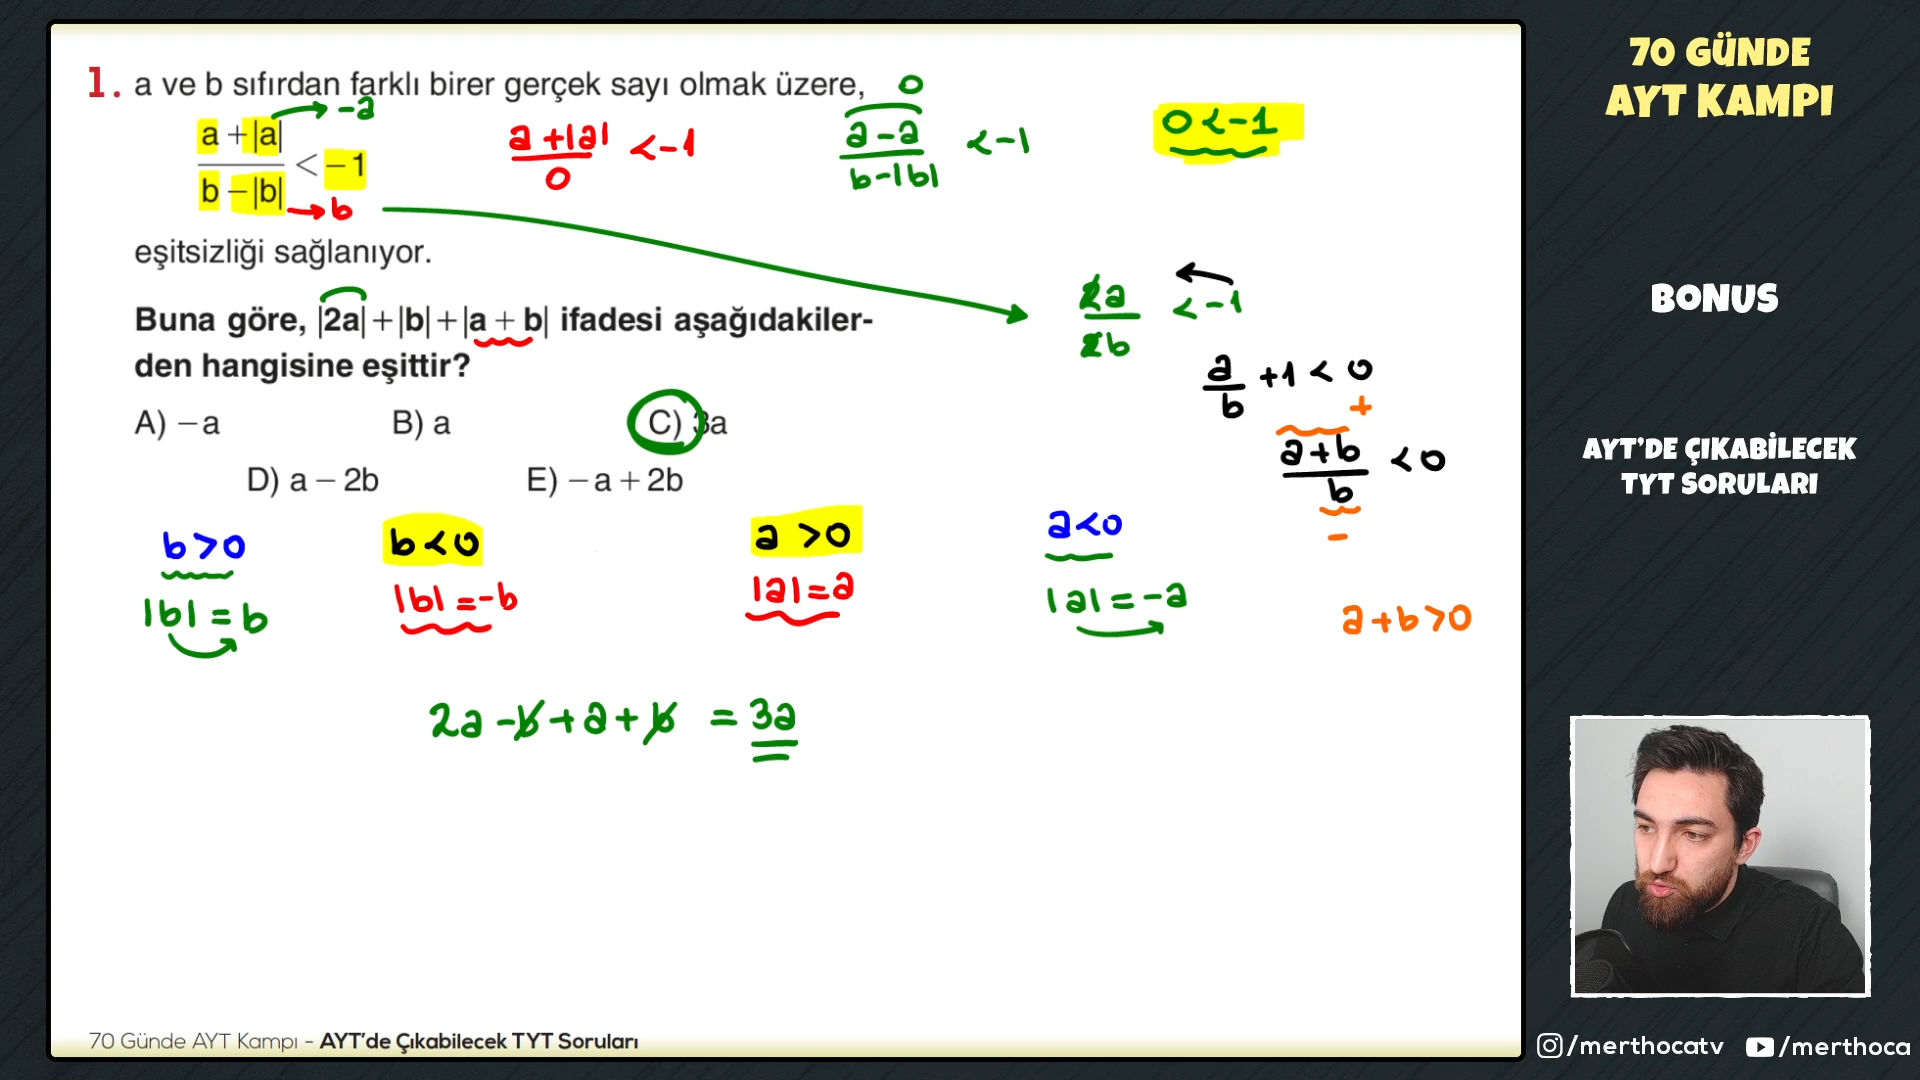 1. a ve b sıfırdan farklı birer gerçek sayı olmak üzere,
a + |a| / b − |b| < −1
→ −a
→ b
a + |a| / 0 < −1
0
a − a / b − |b| < −1
0 < −1
eşitsizliği sağlanıyor.
2a / 2b < −1
Buna göre, |2a| + |b| + |a + b| ifadesi aşağıdakiler-
den hangisine eşittir?
a / b + 1 < 0
A) − a B) a C) 3a
+
a + b / b < 0
−
D) a − 2b E) − a + 2b
b > 0 b < 0 a > 0 a < 0
|b| = b |b| = −b |a| = a |a| = −a
a + b > 0
2a − b + a + b = 3a
70 Günde AYT Kampı - AYT'de Çıkabilecek TYT Soruları
70 GÜNDE
AYT KAMPI
BONUS
AYT'DE ÇIKABİLECEK
TYT SORULARI
/merthocatv /merthoca